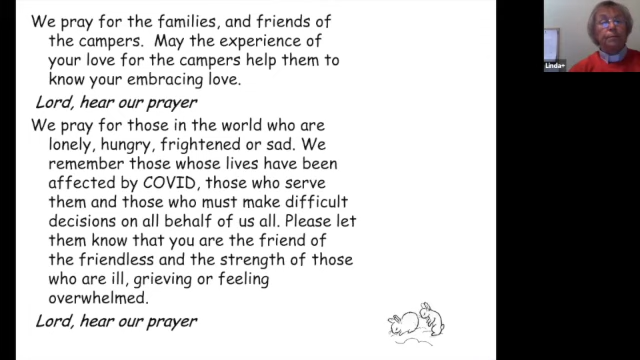 We pray for the families, and friends of
the campers.  May the experience of
your love for the campers help them to
know your embracing love.
Lord, hear our prayer
We pray for those in the world who are
lonely, hungry, frightened or sad. We
remember those whose lives have been
affected by COVID, those who serve
them and those who must make difficult
decisions on all behalf of us all. Please let
them know that you are the friend of
the friendless and the strength of those
who are ill, grieving or feeling
overwhelmed.
Lord, hear our prayer
Linda+